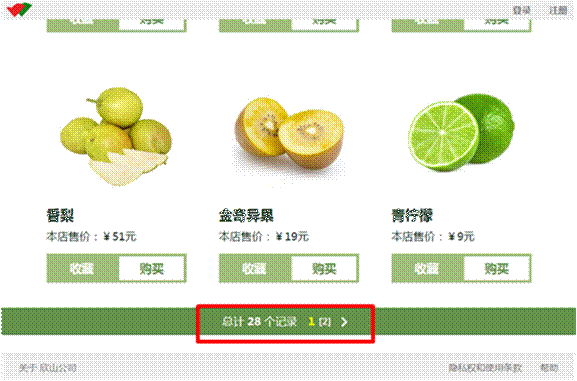 登录 注册
收藏 购买 收藏 购买 收藏 购买
香梨 金奇异果 青柠檬
本店售价：￥51元 本店售价：￥19元 本店售价：￥9元
收藏 购买 收藏 购买 收藏 购买
总计 28 个记录 1 [2]
关于 欣山公司 隐私权和使用条款 帮助